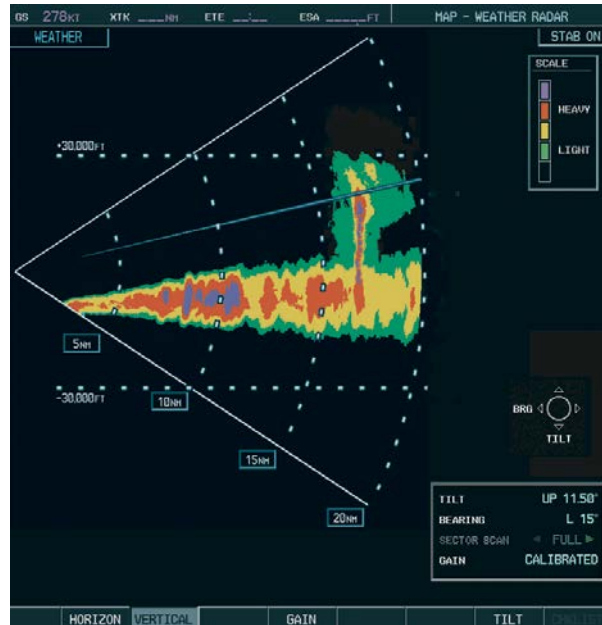 GS 278KT XTK ___NM ETE __:__ ESA _____FT MAP - WEATHER RADAR
WEATHER STAB ON
SCALE
HEAVY
LIGHT
+30,000FT
5NM
-30,000FT
10NM
BRG
TILT
15NM
20NM
TILT UP 11.50°
BEARING L 15°
SECTOR SCAN FULL
GAIN CALIBRATED
HORIZON VERTICAL GAIN TILT